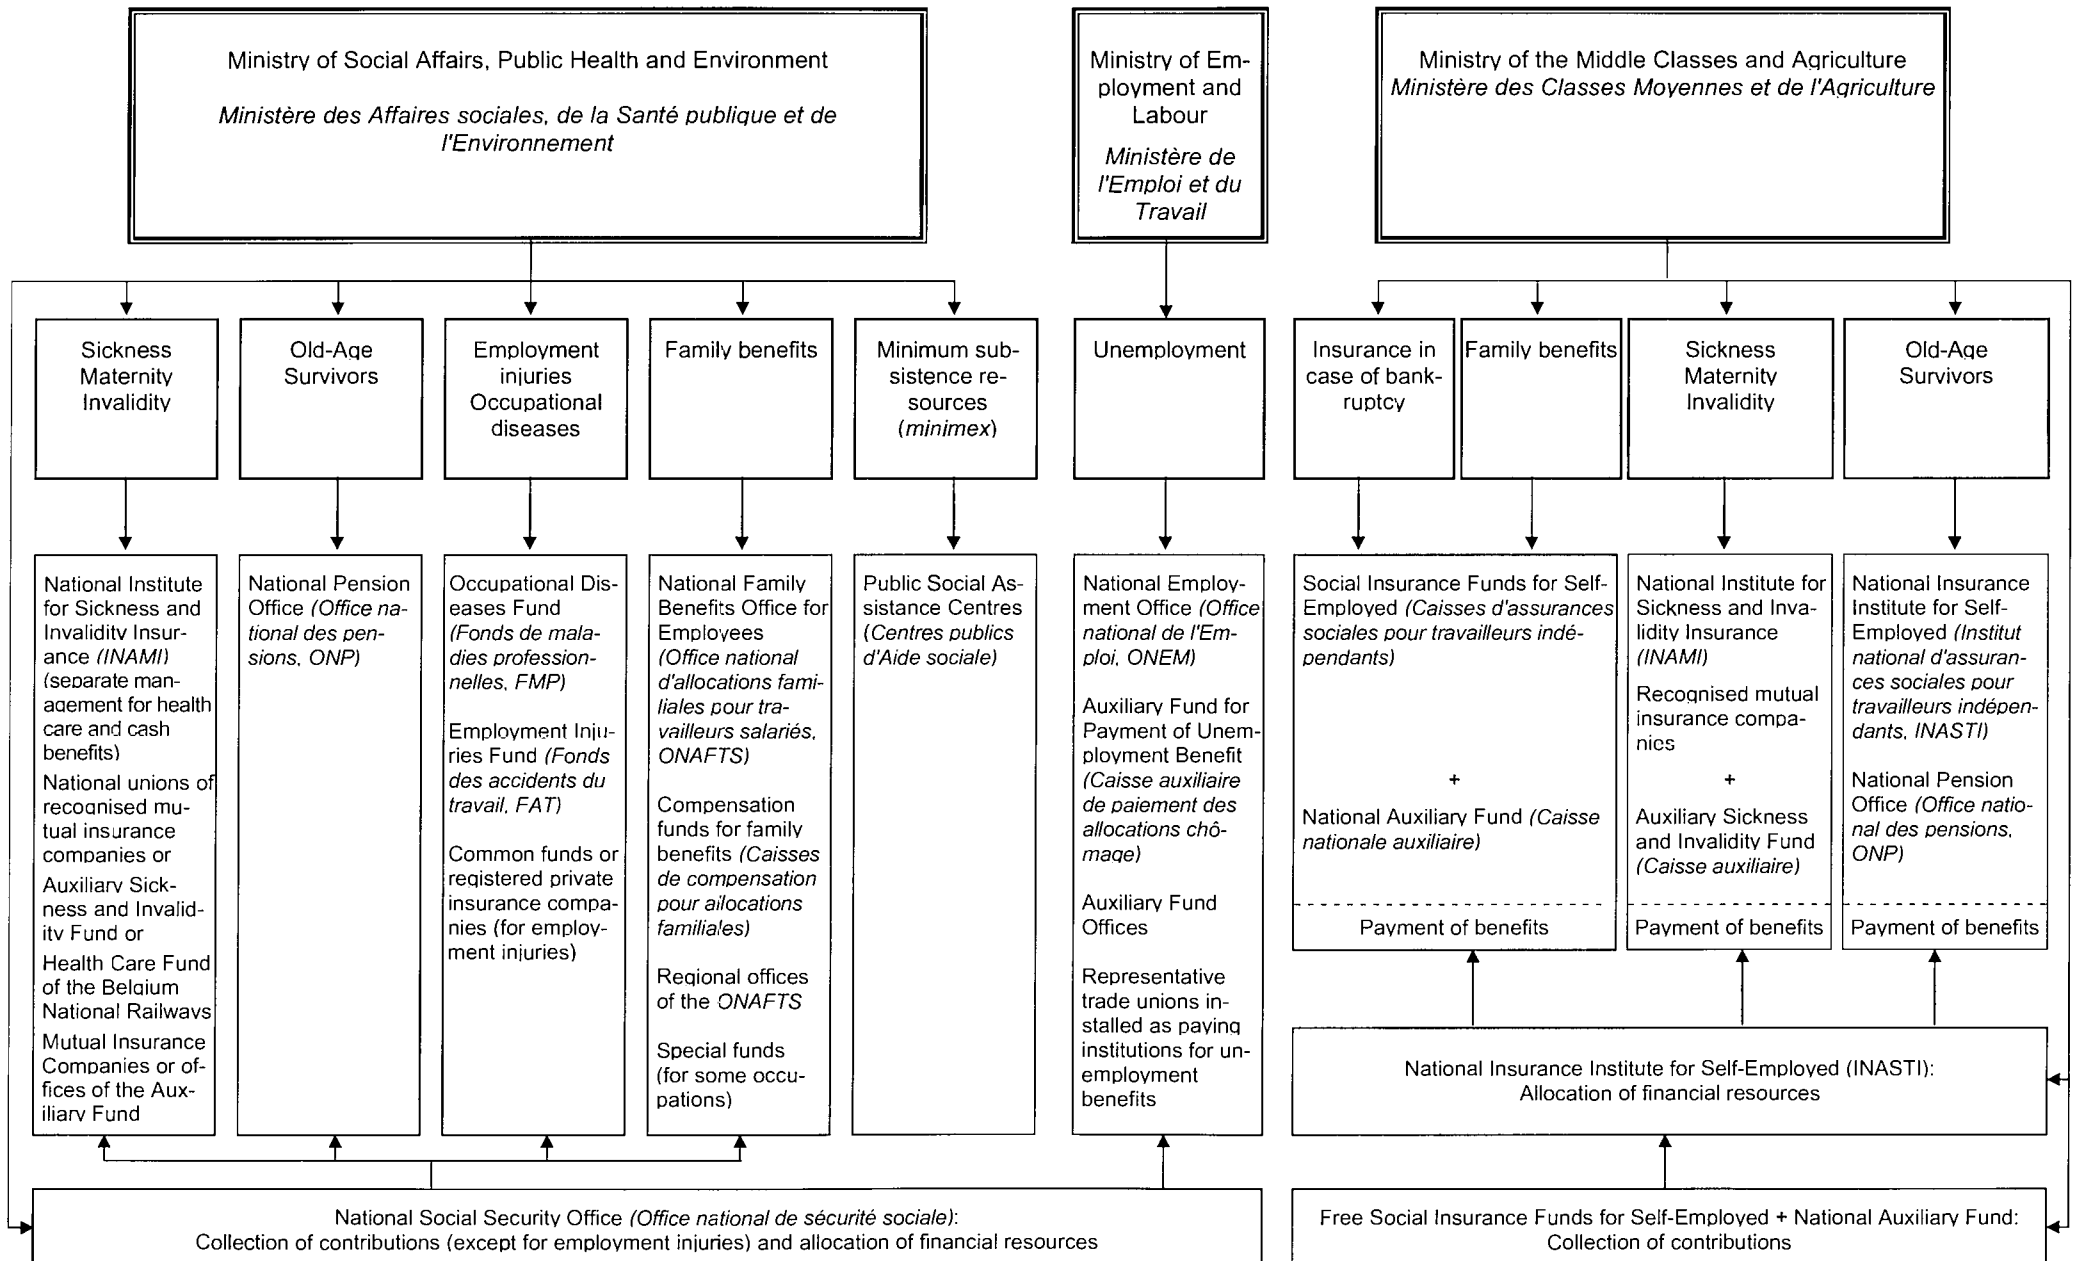 Ministry of Social Affairs, Public Health and Environment
Ministère des Affaires sociales, de la Santé publique et de
l'Environnement
Ministry of Em-
ployment and
Labour
Ministère de
l'Emploi et du
Travail
Ministry of the Middle Classes and Agriculture
Ministère des Classes Moyennes et de l'Agriculture
Sickness
Maternity
Invalidity
Old-Age
Survivors
Employment
injuries
Occupational
diseases
Family benefits
Minimum sub-
sistence re-
sources
(minimex)
Unemployment
Insurance in
case of bank-
ruptcy
Family benefits
Sickness
Maternity
Invalidity
Old-Age
Survivors
National Institute
for Sickness and
Invalidity Insur-
ance (INAMI)
(separate man-
agement for health
care and cash
benefits)
National unions of
recognised mu-
tual insurance
companies or
Auxiliary Sick-
ness and Invalid-
ity Fund or
Health Care Fund
of the Belgium
National Railways
Mutual Insurance
Companies or of-
fices of the Aux-
iliary Fund
National Pension
Office (Office na-
tional des pen-
sions, ONP)
Occupational Dis-
eases Fund
(Fonds de mala-
dies profession-
nelles, FMP)
Employment Inju-
ries Fund (Fonds
des accidents du
travail, FAT)
Common funds or
registered private
insurance compa-
nies (for employ-
ment injuries)
National Family
Benefits Office for
Employees
(Office national
d'allocations fami-
liales pour tra-
vailleurs salariés,
ONAFTS)
Compensation
funds for family
benefits (Caisses
de compensation
pour allocations
familiales)
Regional offices
of the ONAFTS
Special funds
(for some occu-
pations)
Public Social As-
sistance Centres
(Centres publics
d'Aide sociale)
National Employ-
ment Office (Office
national de l'Em-
ploi, ONEM)
Auxiliary Fund for
Payment of Unem-
ployment Benefit
(Caisse auxiliaire
de paiement des
allocations chô-
mage)
Auxiliary Fund
Offices
Representative
trade unions in-
stalled as paying
institutions for un-
employment
benefits
Social Insurance Funds for Self-
Employed (Caisses d'assurances
sociales pour travailleurs indé-
pendants)
+
National Auxiliary Fund (Caisse
nationale auxiliaire)
Payment of benefits
National Institute for
Sickness and Inva-
lidity Insurance
(INAMI)
Recognised mutual
insurance compa-
nies
+
Auxiliary Sickness
and Invalidity Fund
(Caisse auxiliaire)
Payment of benefits
National Insurance
Institute for Self-
Employed (Institut
national d'assuran-
ces sociales pour
travailleurs indépen-
dants, INASTI)
National Pension
Office (Office natio-
nal des pensions,
ONP)
Payment of benefits
National Insurance Institute for Self-Employed (INASTI):
Allocation of financial resources
National Social Security Office (Office national de sécurité sociale):
Collection of contributions (except for employment injuries) and allocation of financial resources
Free Social Insurance Funds for Self-Employed + National Auxiliary Fund:
Collection of contributions